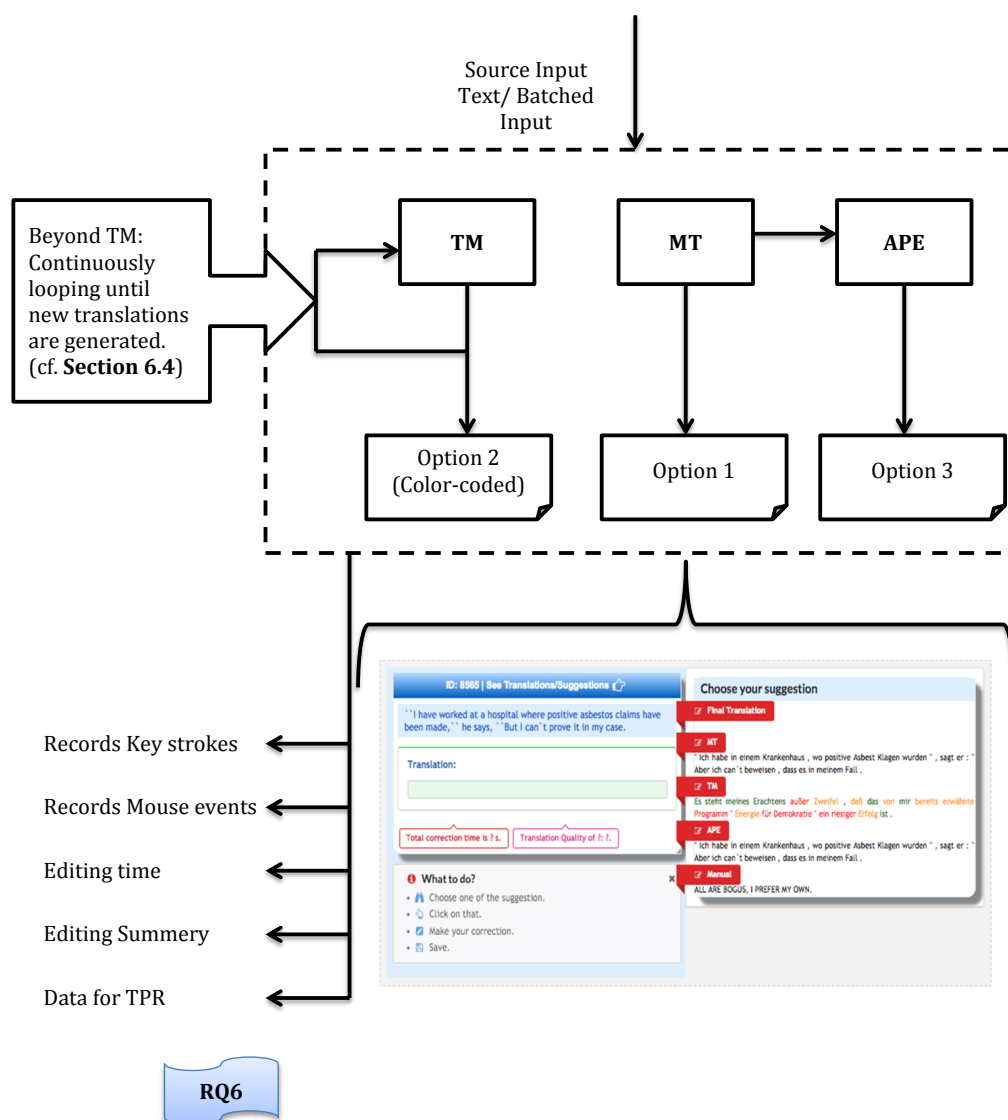 Source Input
Text/ Batched
Input
Beyond TM:
Continuously
looping until
new translations
are generated.
(cf. Section 6.4)
TM
MT
APE
Option 2
(Color-coded)
Option 1
Option 3
Records Key strokes
Records Mouse events
Editing time
Editing Summery
Data for TPR
ID: 8565 | See Translations/Suggestions
``I have worked at a hospital where positive asbestos claims have
been made,`` he says, ``But I can`t prove it in my case.
Translation:
Total correction time is ? s.
Translation Quality of ?: ?.
What to do?
Choose one of the suggestion.
Click on that.
Make your correction.
Save.
Choose your suggestion
Final Translation
MT
" Ich habe in einem Krankenhaus , wo positive Asbest Klagen wurden " , sagt er : "
Aber ich can`t beweisen , dass es in meinem Fall .
TM
Es steht meines Erachtens außer Zweifel , daß das von mir bereits erwähnte
Programm " Energie für Demokratie " ein riesiger Erfolg ist .
APE
" Ich habe in einem Krankenhaus , wo positive Asbest Klagen wurden " , sagt er : "
Aber ich can`t beweisen , dass es in meinem Fall .
Manual
ALL ARE BOGUS, I PREFER MY OWN.
RQ6